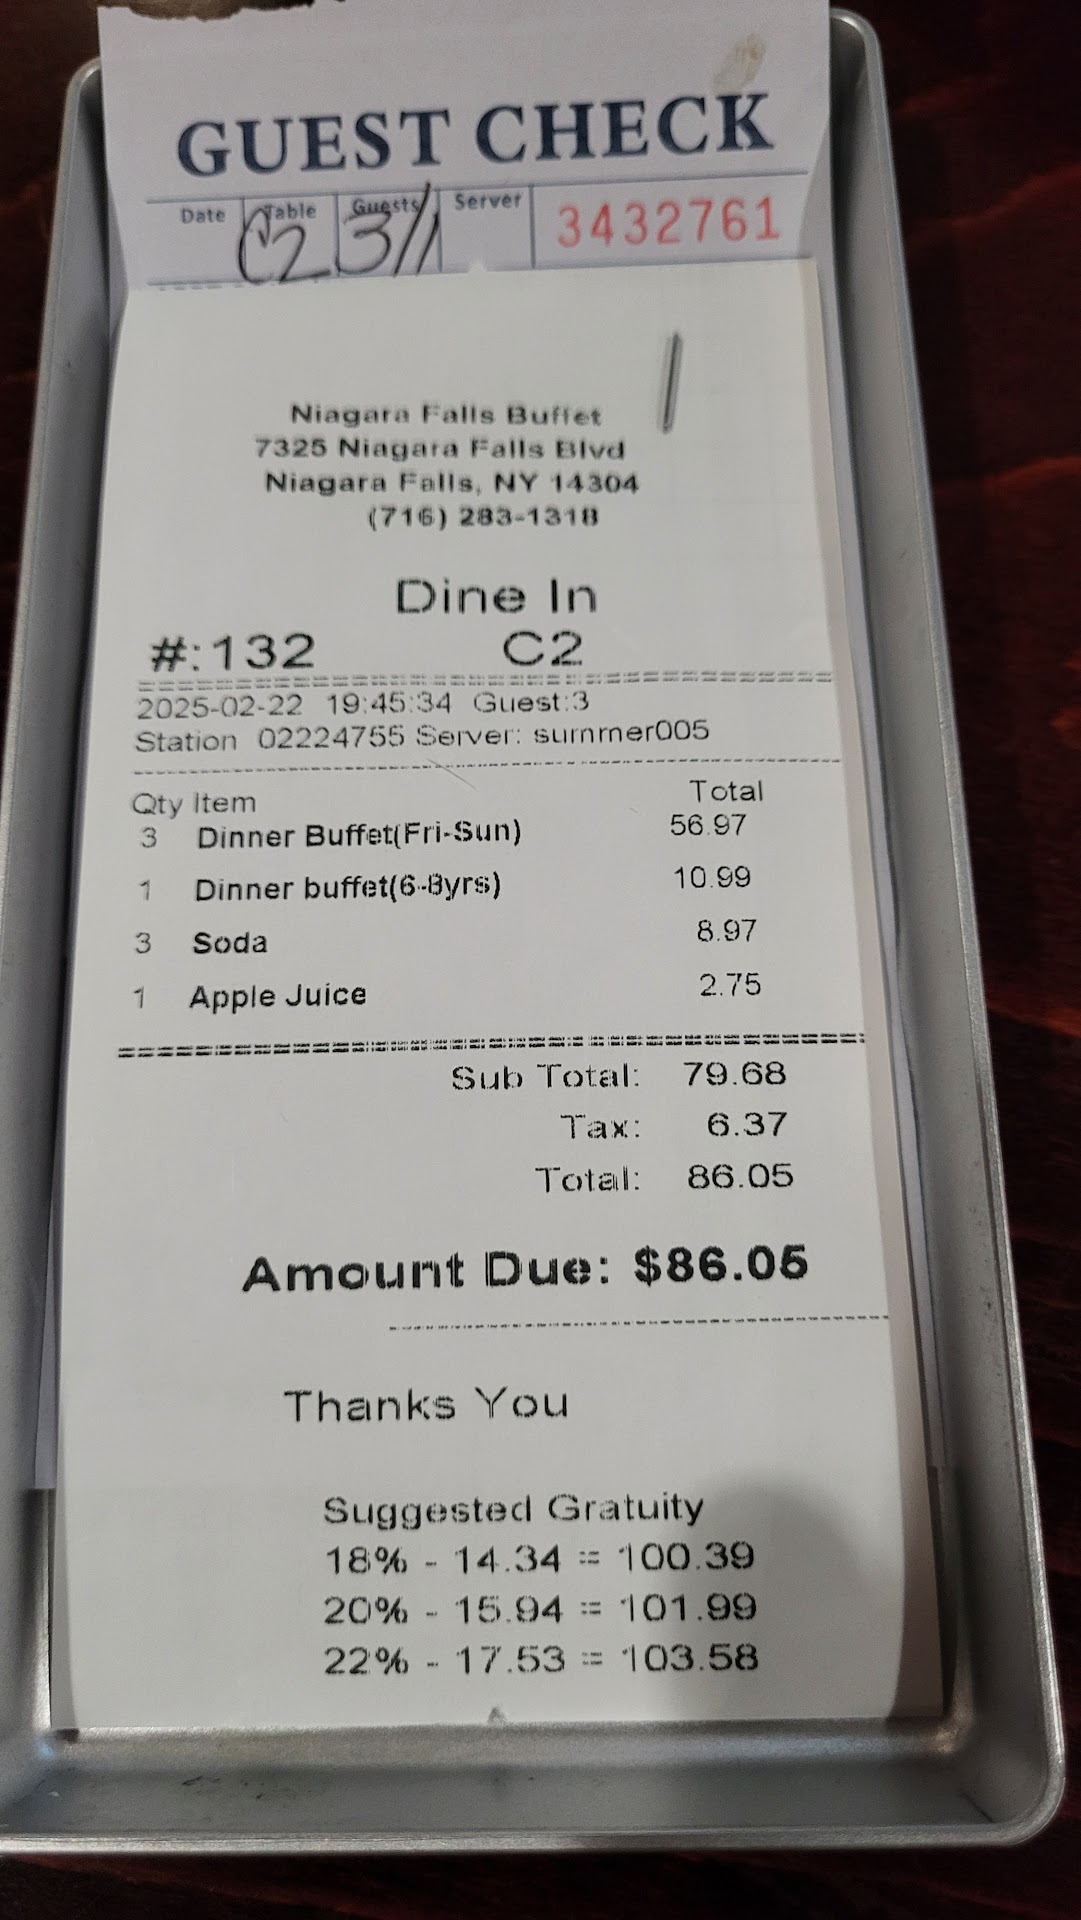 GUEST CHECK
Date Table Guests Server 3432761
C2 3/1
Niagara Falls Buffet
7325 Niagara Falls Blvd
Niagara Falls, NY 14304
(716) 283-1318
Dine In
#:132 C2
2025-02-22 19:45:34 Guest:3
Station 02224755 Server: summer005
Qty Item Total
3 Dinner Buffet(Fri-Sun) 56.97
1 Dinner buffet(6-8yrs) 10.99
3 Soda 8.97
1 Apple Juice 2.75
Sub Total: 79.68
Tax: 6.37
Total: 86.05
Amount Due: $86.05
Thanks You
Suggested Gratuity
18% - 14.34 = 100.39
20% - 15.94 = 101.99
22% - 17.53 = 103.58